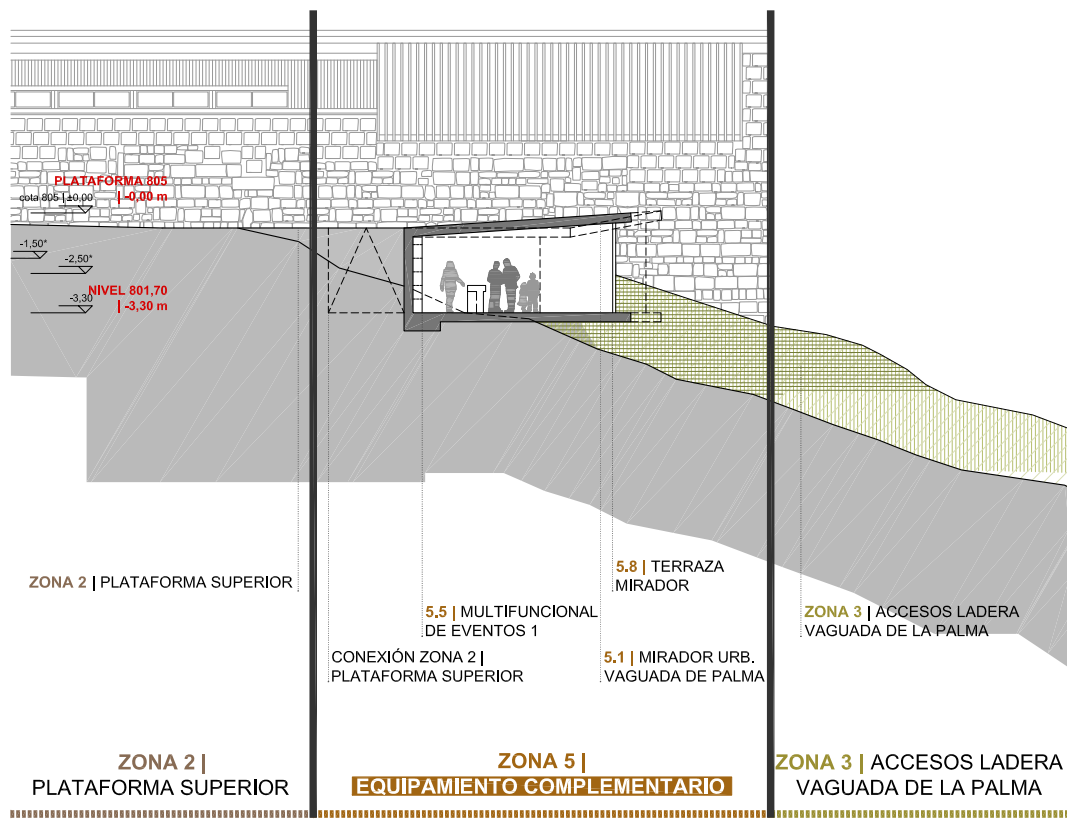 PLATAFORMA 805
| -0,00 m
cota 805 | ±0,00
-1,50*
-2,50*
NIVEL 801,70
| -3,30 m
-3,30
ZONA 2 | PLATAFORMA SUPERIOR
5.8 | TERRAZA
MIRADOR
5.5 | MULTIFUNCIONAL
DE EVENTOS 1
ZONA 3 | ACCESOS LADERA
VAGUADA DE LA PALMA
CONEXIÓN ZONA 2 |
PLATAFORMA SUPERIOR
5.1 | MIRADOR URB.
VAGUADA DE PALMA
ZONA 2 |
PLATAFORMA SUPERIOR
ZONA 5 |
EQUIPAMIENTO COMPLEMENTARIO
ZONA 3 | ACCESOS LADERA
VAGUADA DE LA PALMA